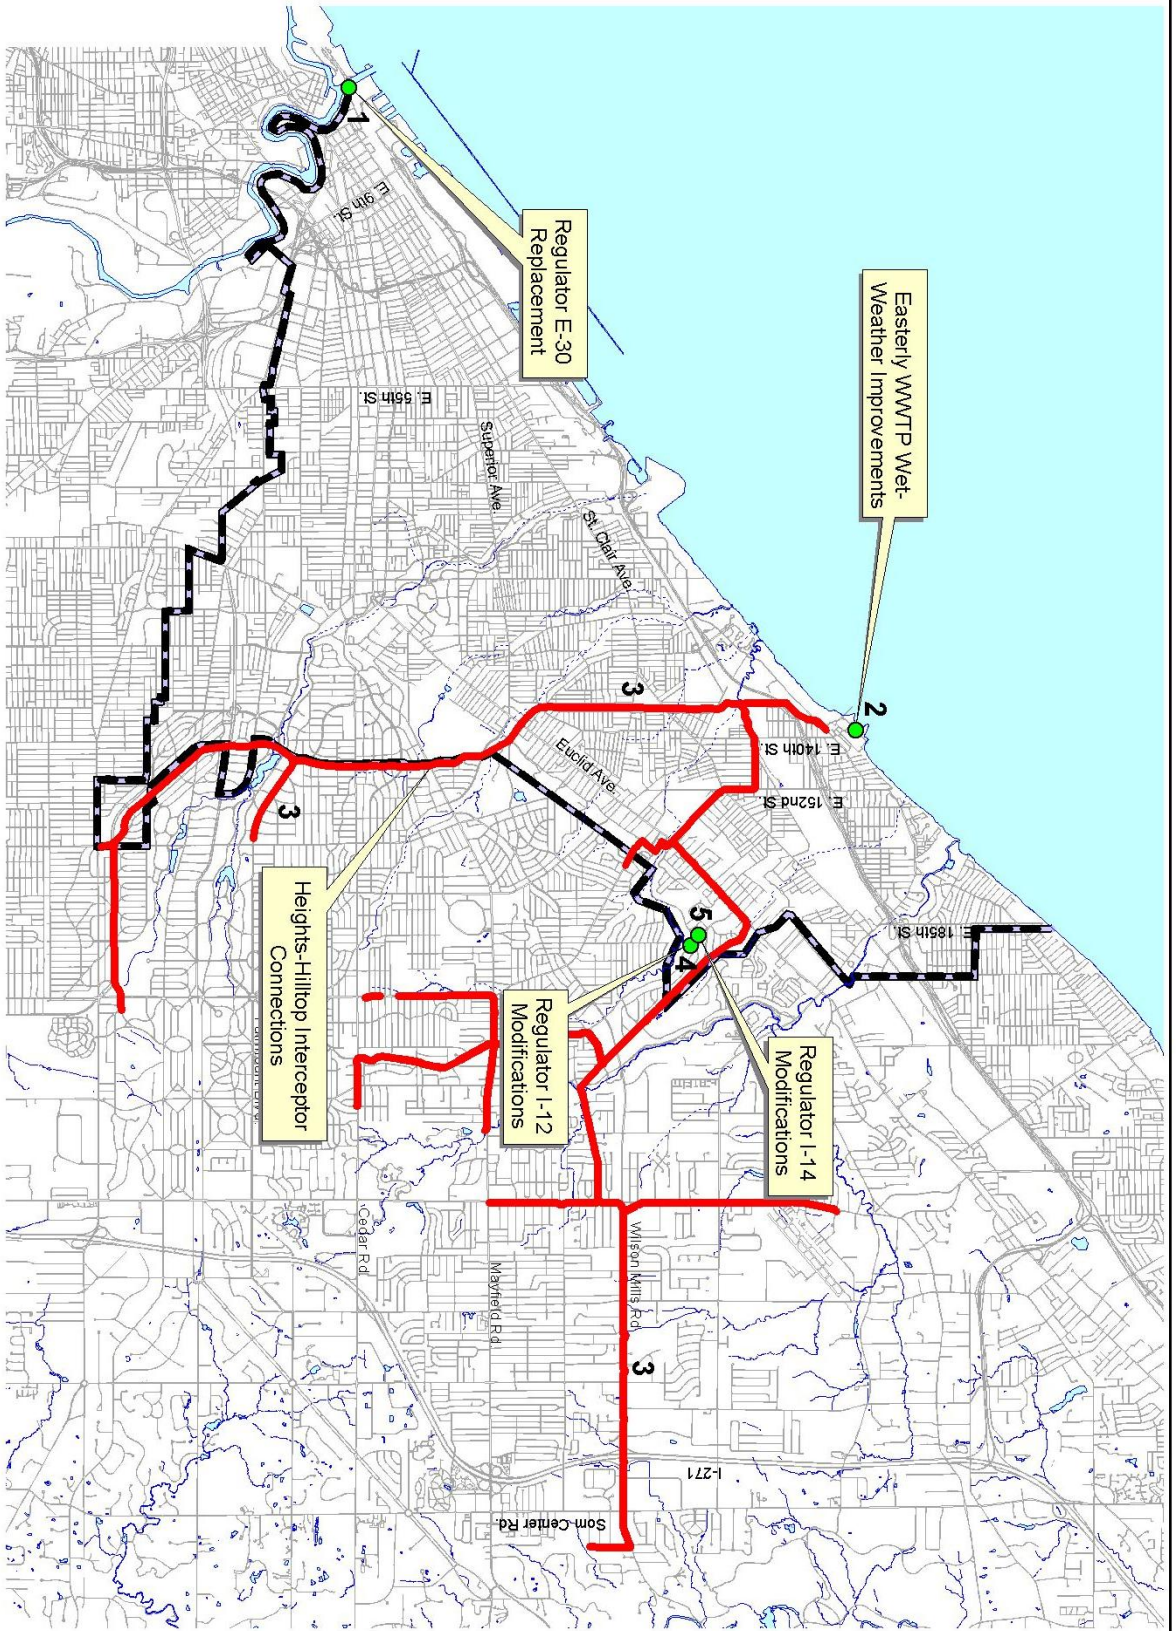 Easterly WWTP Wet-
Weather Improvements
Regulator E-30
Replacement
1
E. 9th St.
E. 55th St.
Superior Ave.
St. Clair Ave.
2
3
E. 140th St.
Euclid Ave.
E. 152nd St.
3
5
4
E. 185th St.
Heights-Hilltop Interceptor
Connections
Regulator I-12
Modifications
Regulator I-14
Modifications
Cedar Rd.
Mayfield Rd.
Wilson Mills Rd.
3
I-271
Som Center Rd.